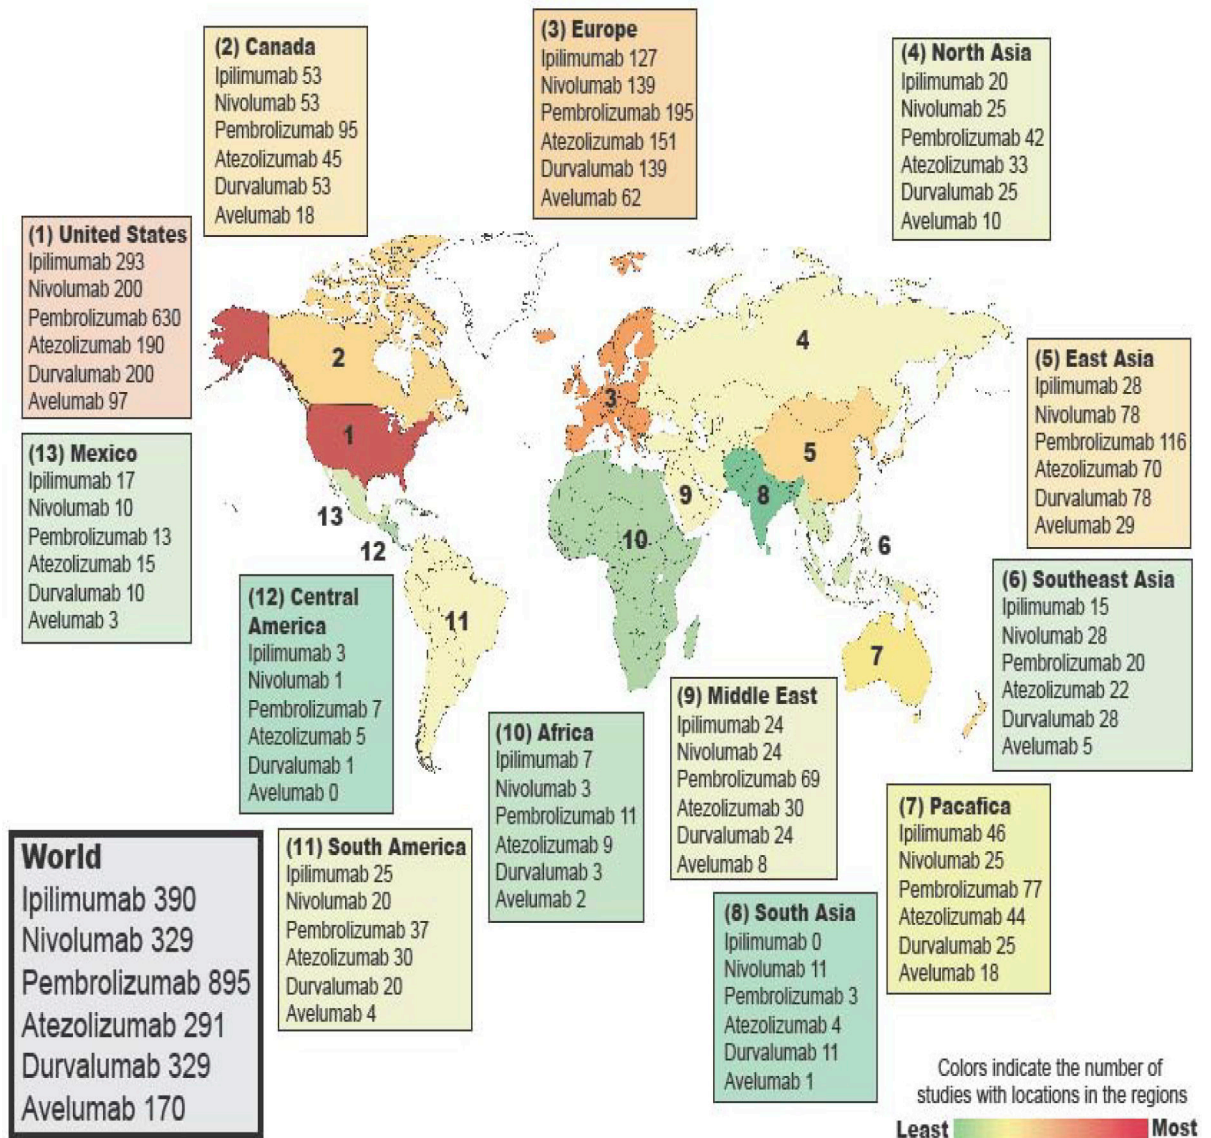 (2) Canada
Ipilimumab 53
Nivolumab 53
Pembrolizumab 95
Atezolizumab 45
Durvalumab 53
Avelumab 18
(3) Europe
Ipilimumab 127
Nivolumab 139
Pembrolizumab 195
Atezolizumab 151
Durvalumab 139
Avelumab 62
(4) North Asia
Ipilimumab 20
Nivolumab 25
Pembrolizumab 42
Atezolizumab 33
Durvalumab 25
Avelumab 10
(1) United States
Ipilimumab 293
Nivolumab 200
Pembrolizumab 630
Atezolizumab 190
Durvalumab 200
Avelumab 97
(5) East Asia
Ipilimumab 28
Nivolumab 78
Pembrolizumab 116
Atezolizumab 70
Durvalumab 78
Avelumab 29
(13) Mexico
Ipilimumab 17
Nivolumab 10
Pembrolizumab 13
Atezolizumab 15
Durvalumab 10
Avelumab 3
2
4
3
1
5
9
8
13
12
10
6
11
7
(12) Central
America
Ipilimumab 3
Nivolumab 1
Pembrolizumab 7
Atezolizumab 5
Durvalumab 1
Avelumab 0
(6) Southeast Asia
Ipilimumab 15
Nivolumab 28
Pembrolizumab 20
Atezolizumab 22
Durvalumab 28
Avelumab 5
(9) Middle East
Ipilimumab 24
Nivolumab 24
Pembrolizumab 69
Atezolizumab 30
Durvalumab 24
Avelumab 8
(10) Africa
Ipilimumab 7
Nivolumab 3
Pembrolizumab 11
Atezolizumab 9
Durvalumab 3
Avelumab 2
(7) Pacafica
Ipilimumab 46
Nivolumab 25
Pembrolizumab 77
Atezolizumab 44
Durvalumab 25
Avelumab 18
World
Ipilimumab 390
Nivolumab 329
Pembrolizumab 895
Atezolizumab 291
Durvalumab 329
Avelumab 170
(11) South America
Ipilimumab 25
Nivolumab 20
Pembrolizumab 37
Atezolizumab 30
Durvalumab 20
Avelumab 4
(8) South Asia
Ipilimumab 0
Nivolumab 11
Pembrolizumab 3
Atezolizumab 4
Durvalumab 11
Avelumab 1
Colors indicate the number of
studies with locations in the regions
Least Most